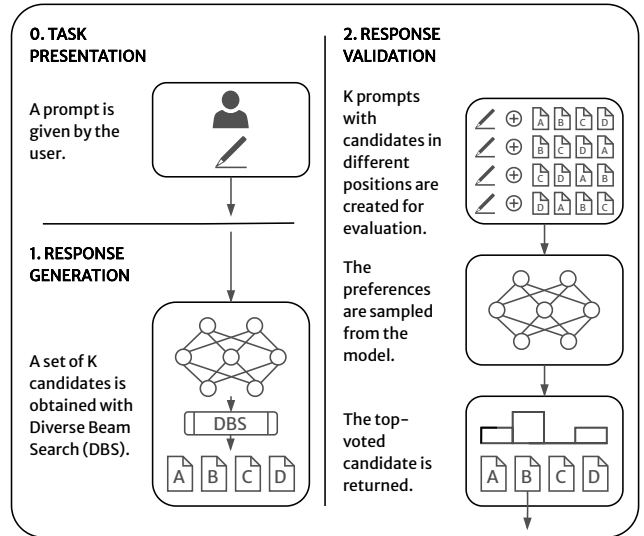 0. TASK
PRESENTATION
A prompt is
given by the
user.
1. RESPONSE
GENERATION
A set of K
candidates is
obtained with
Diverse Beam
Search (DBS).
DBS
A B C D
2. RESPONSE
VALIDATION
K prompts
with
candidates in
different
positions are
created for
evaluation.
A B C D
B C D A
C D A B
D A B C
The
preferences
are sampled
from the
model.
The top-
voted
candidate is
returned.
A B C D